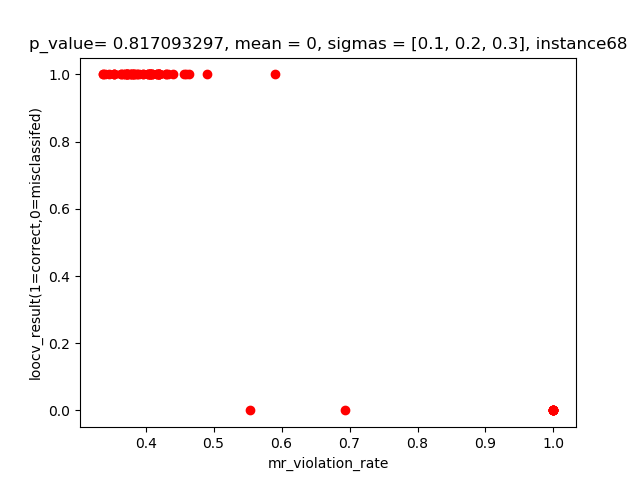 p_value= 0.817093297, mean = 0, sigmas = [0.1, 0.2, 0.3], instance68
1.0
0.8
0.6
0.4
0.2
0.0
loocv_result(1=correct,0=misclassifed)
0.4 0.5 0.6 0.7 0.8 0.9 1.0
mr_violation_rate